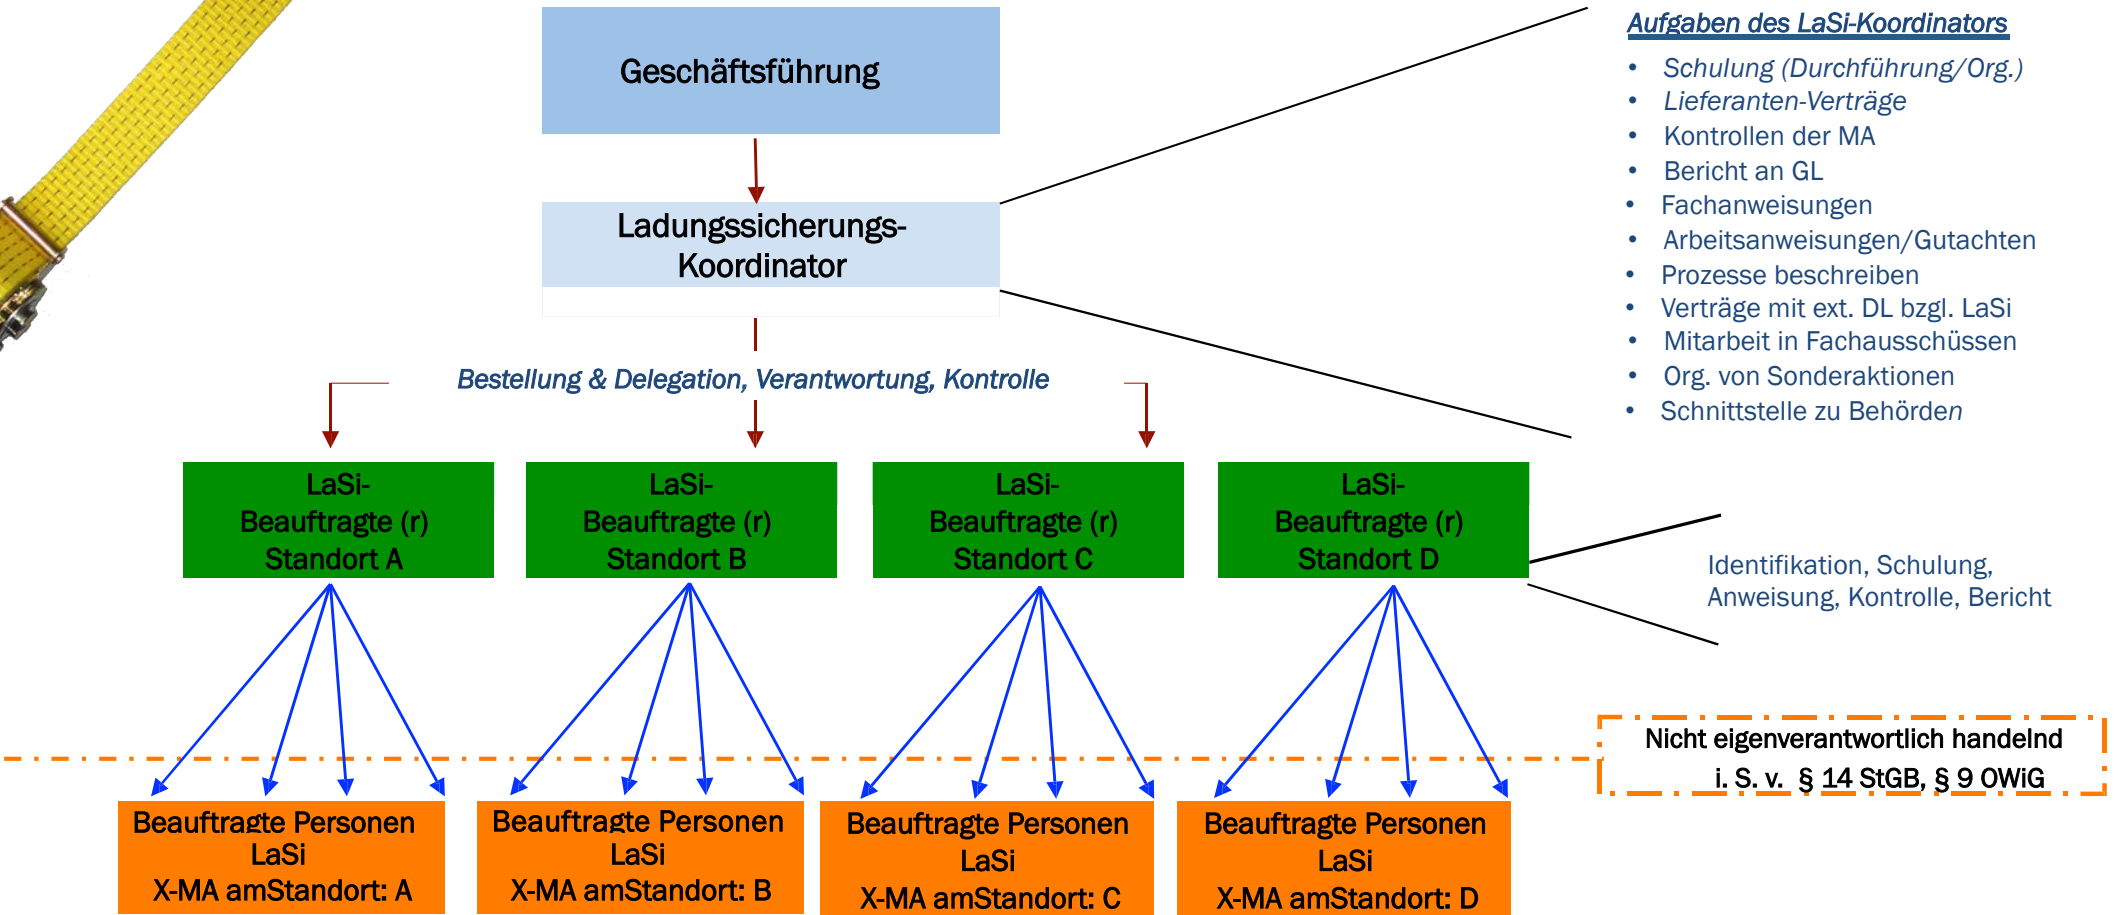 Geschäftsführung
Ladungssicherungs-
Koordinator
Aufgaben des LaSi-Koordinators
• Schulung (Durchführung/Org.)
• Lieferanten-Verträge
• Kontrollen der MA
• Bericht an GL
• Fachanweisungen
• Arbeitsanweisungen/Gutachten
• Prozesse beschreiben
• Verträge mit ext. DL bzgl. LaSi
• Mitarbeit in Fachausschüssen
• Org. von Sonderaktionen
• Schnittstelle zu Behörden
Bestellung & Delegation, Verantwortung, Kontrolle
LaSi-
Beauftragte (r)
Standort A
LaSi-
Beauftragte (r)
Standort B
LaSi-
Beauftragte (r)
Standort C
LaSi-
Beauftragte (r)
Standort D
Identifikation, Schulung,
Anweisung, Kontrolle, Bericht
Nicht eigenverantwortlich handelnd
i. S. v. § 14 StGB, § 9 OWiG
Beauftragte Personen
LaSi
X-MA amStandort: A
Beauftragte Personen
LaSi
X-MA amStandort: B
Beauftragte Personen
LaSi
X-MA amStandort: C
Beauftragte Personen
LaSi
X-MA amStandort: D